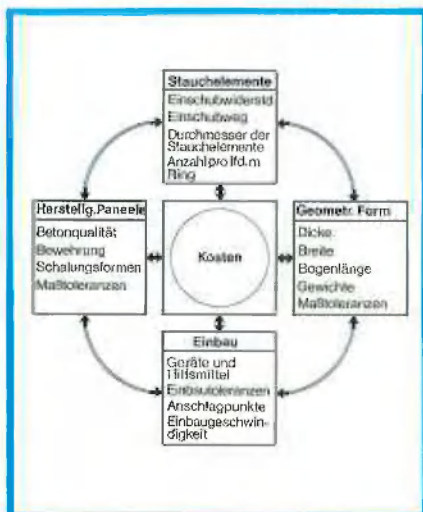 Stauchelemente
Einschubwiderstd
Einschubweg
Durchmesser der
Stauchelemente
Anzahl pro lfd.m
Ring
Herstellg.Paneele
Betonqualität
Bewehrung
Schalungsformen
Maßtoleranzen
Kosten
Geometr. Form
Dicke
Breite
Bogenlänge
Gewichte
Maßtoleranzen
Einbau
Geräte und
Hilfsmittel
Einbautoleranzen
Anschlagpunkte
Einbaugeschwin-
digkeit